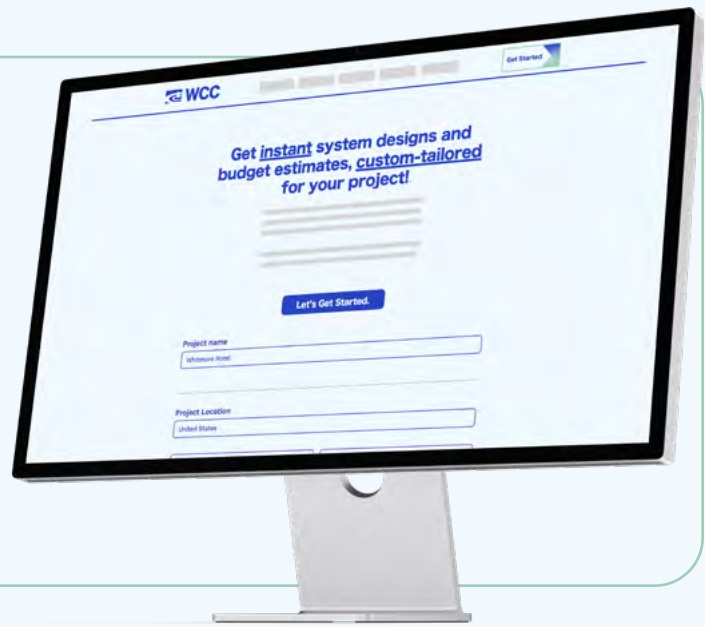 WCC
Get Started
Get instant system designs and
budget estimates, custom-tailored
for your project!
Let's Get Started.
Project name
Whitmore Hotel
Project Location
United States